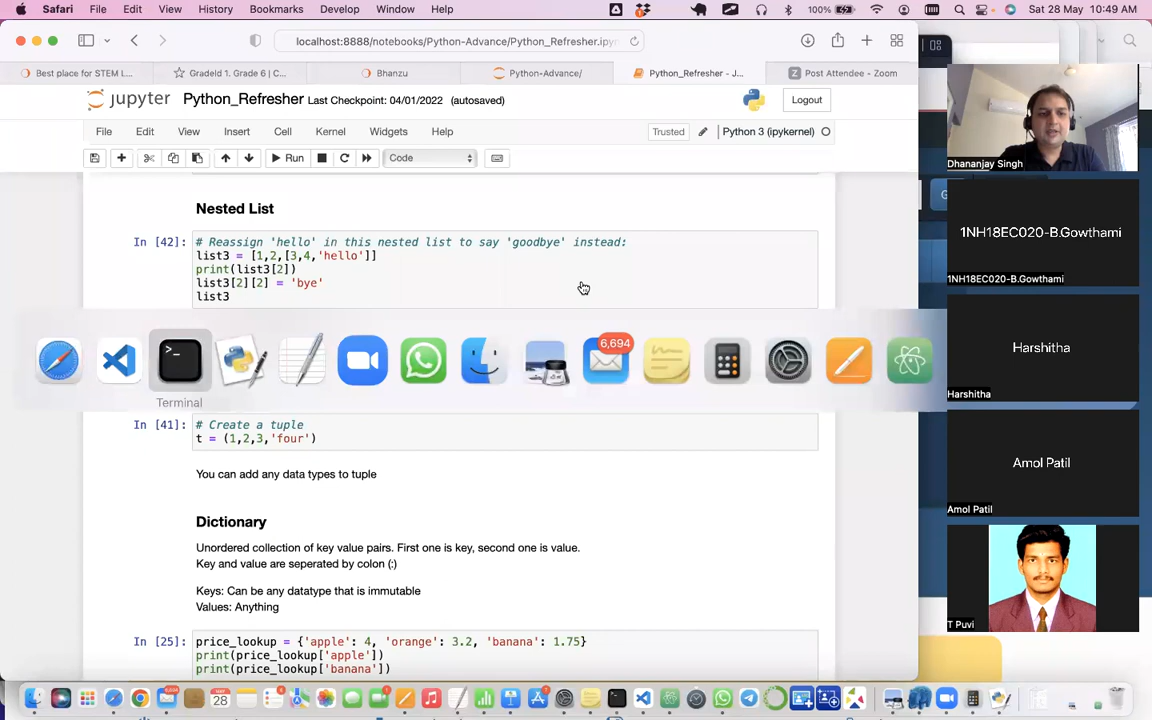 Safari File Edit View History Bookmarks Develop Window Help 100% Sat 28 May 10:49 AM
localhost:8888/notebooks/Python-Advance/Python_Refresher.ipyn
Best place for STEM L... GradeId 1. Grade 6 | C... Bhanzu Python-Advance/ Python_Refresher - J... Post Attendee - Zoom
jupyter Python_Refresher Last Checkpoint: 04/01/2022 (autosaved) Logout
File Edit View Insert Cell Kernel Widgets Help Trusted Python 3 (ipykernel)
Run Code
Nested List
In [42]: # Reassign 'hello' in this nested list to say 'goodbye' instead:
list3 = [1,2,[3,4,'hello']]
print(list3[2])
list3[2][2] = 'bye'
list3
6,694
Terminal
In [41]: # Create a tuple
t = (1,2,3,'four')
You can add any data types to tuple
Dictionary
Unordered collection of key value pairs. First one is key, second one is value.
Key and value are seperated by colon (:)
Keys: Can be any datatype that is immutable
Values: Anything
In [25]: price_lookup = {'apple': 4, 'orange': 3.2, 'banana': 1.75}
print(price_lookup['apple'])
print(price_lookup['banana'])
Dhananjay Singh
1NH18EC020-B.Gowthami
1NH18EC020-B.Gowthami
Harshitha
Harshitha
Amol Patil
Amol Patil
T Puvi
28